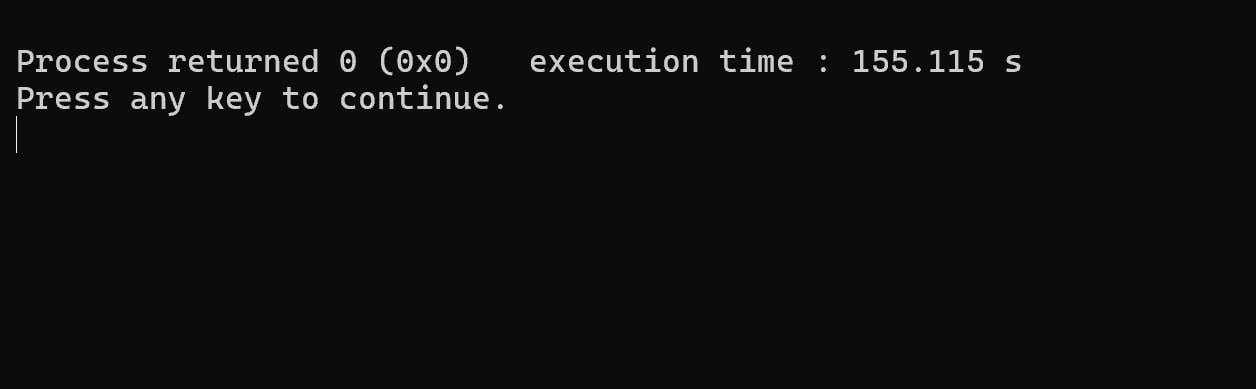 Process returned 0 (0x0)   execution time : 155.115 s
Press any key to continue.